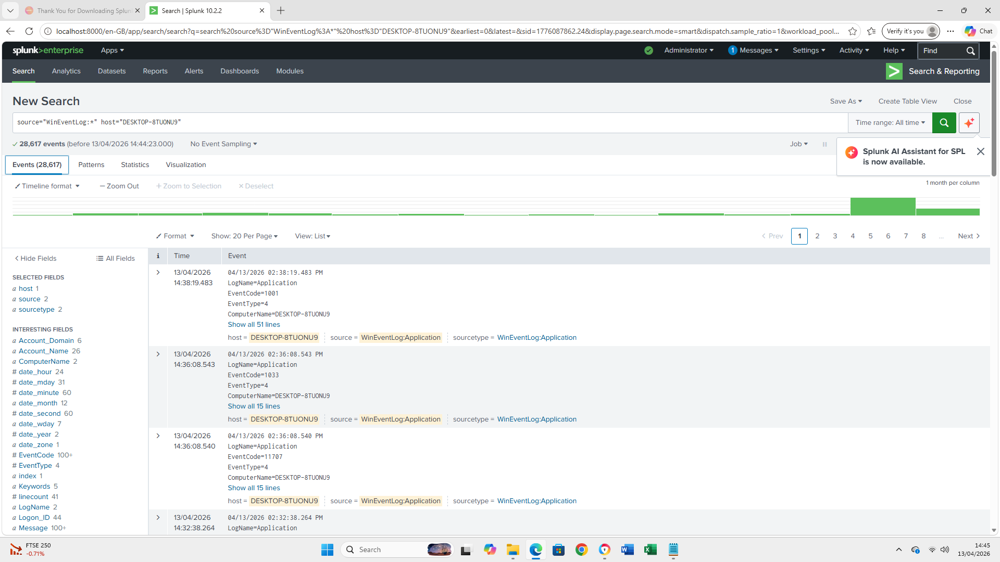 Thank You for Downloading Splun
Search | Splunk 10.2.2
localhost:8000/en-GB/app/search/search?q=search%20source%3D"WinEventLog%3A*"%20host%3D"DESKTOP-8TUONU9"&earliest=0&latest=&sid=1776087862.24&display.page.search.mode=smart&dispatch.sample_ratio=1&workload_pool...
Verify it's you
Chat
splunk>enterprise
Apps
Administrator
1 Messages
Settings
Activity
Help
Find
Search
Analytics
Datasets
Reports
Alerts
Dashboards
Modules
Search & Reporting
New Search
Save As
Create Table View
Close
source="WinEventLog:*" host="DESKTOP-8TUONU9"
Time range: All time
28,617 events (before 13/04/2026 14:44:23.000)
No Event Sampling
Job
Splunk AI Assistant for SPL
is now available.
Events (28,617)
Patterns
Statistics
Visualization
Timeline format
Zoom Out
Zoom to Selection
Deselect
1 month per column
Format
Show: 20 Per Page
View: List
Prev
1
2
3
4
5
6
7
8
...
Next
Hide Fields
All Fields
SELECTED FIELDS
a host 1
a source 2
a sourcetype 2
INTERESTING FIELDS
a Account_Domain 6
a Account_Name 26
a ComputerName 2
# date_hour 24
# date_mday 31
# date_minute 60
a date_month 12
# date_second 60
a date_wday 7
# date_year 2
a date_zone 1
# EventCode 100+
# EventType 4
a index 1
a Keywords 5
# linecount 41
a LogName 2
a Logon_ID 44
a Message 100+
i
Time
Event
13/04/2026
14:38:19.483
04/13/2026 02:38:19.483 PM
LogName=Application
EventCode=1001
EventType=4
ComputerName=DESKTOP-8TUONU9
Show all 51 lines
host = DESKTOP-8TUONU9 source = WinEventLog:Application sourcetype = WinEventLog:Application
13/04/2026
14:36:08.543
04/13/2026 02:36:08.543 PM
LogName=Application
EventCode=1033
EventType=4
ComputerName=DESKTOP-8TUONU9
Show all 15 lines
host = DESKTOP-8TUONU9 source = WinEventLog:Application sourcetype = WinEventLog:Application
13/04/2026
14:36:08.540
04/13/2026 02:36:08.540 PM
LogName=Application
EventCode=11707
EventType=4
ComputerName=DESKTOP-8TUONU9
Show all 15 lines
host = DESKTOP-8TUONU9 source = WinEventLog:Application sourcetype = WinEventLog:Application
13/04/2026
14:32:38.264
04/13/2026 02:32:38.264 PM
LogName=Application
FTSE 250
-0.71%
Search
14:45
13/04/2026